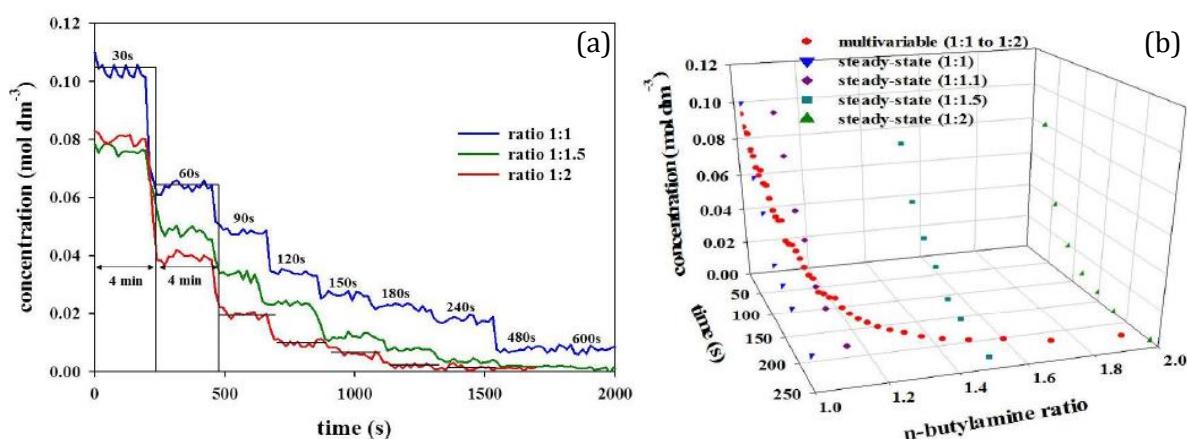 (a)
concentration (mol dm⁻³)
0.12
0.10
0.08
0.06
0.04
0.02
0.00
30s
60s
90s
120s
150s
180s
240s
480s
600s
4 min
4 min
ratio 1:1
ratio 1:1.5
ratio 1:2
0
500
1000
1500
2000
time (s)
(b)
multivariable (1:1 to 1:2)
steady-state (1:1)
steady-state (1:1.1)
steady-state (1:1.5)
steady-state (1:2)
concentration (mol dm⁻³)
0.12
0.10
0.08
0.06
0.04
0.02
0.00
time (s)
50
100
150
200
250
1.0
1.2
1.4
1.6
1.8
2.0
n-butylamine ratio